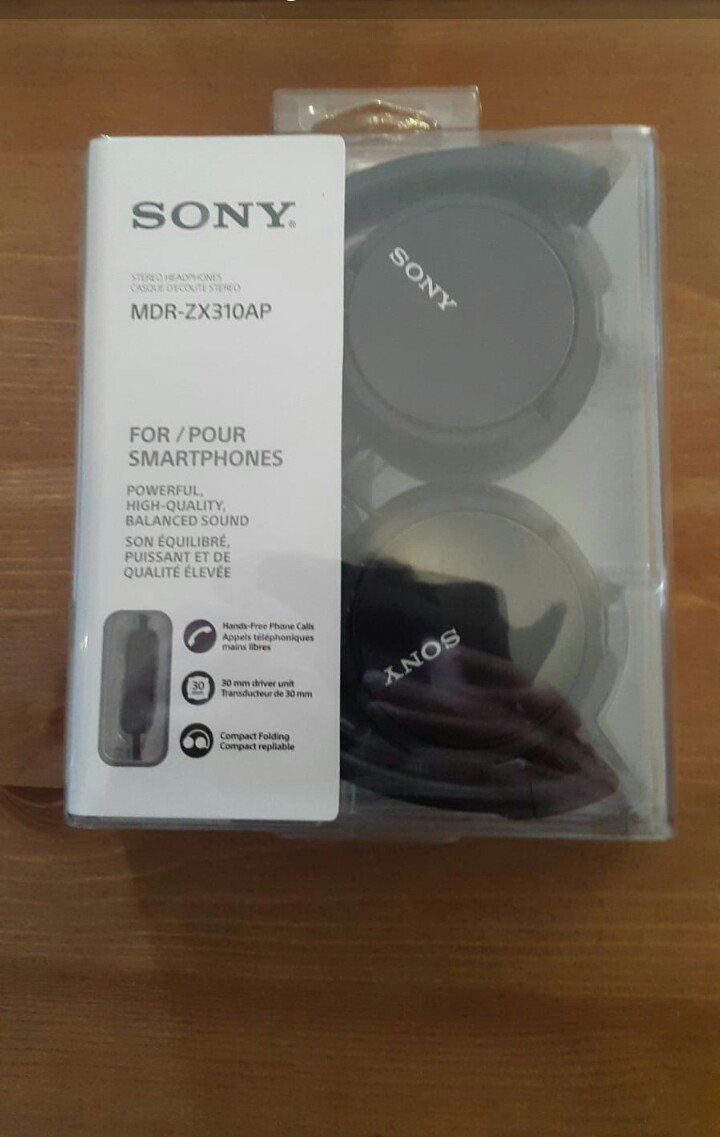 SONY®
STEREO HEADPHONES
CASQUE D'ÉCOUTE STÉRÉO
MDR-ZX310AP
FOR / POUR
SMARTPHONES
POWERFUL,
HIGH-QUALITY,
BALANCED SOUND
SON ÉQUILIBRÉ,
PUISSANT ET DE
QUALITÉ ÉLEVÉE
Hands-Free Phone Calls
Appels téléphoniques
mains libres
30
mm
30 mm driver unit
Transducteur de 30 mm
Compact Folding
Compact repliable
SONY
SONY